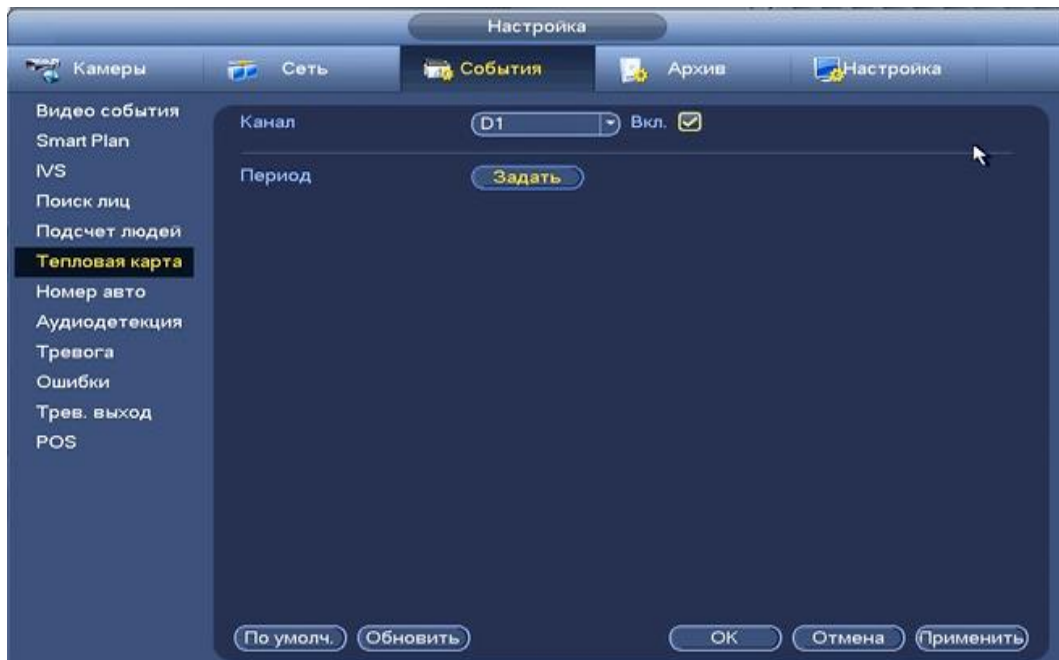 Настройка
Камеры Сеть События Архив Настройка
Видео события
Smart Plan
IVS
Поиск лиц
Подсчет людей
Тепловая карта
Номер авто
Аудиодетекция
Тревога
Ошибки
Трев. выход
POS
Канал D1 Вкл.
Период Задать
По умолч. Обновить OK Отмена Применить